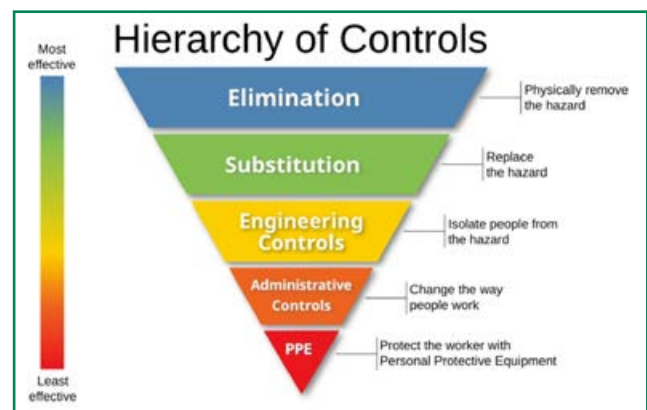 Hierarchy of Controls
Most
effective
Elimination
Physically remove
the hazard
Substitution
Replace
the hazard
Engineering
Controls
Isolate people from
the hazard
Administrative
Controls
Change the way
people work
PPE
Protect the worker with
Personal Protective Equipment
Least
effective